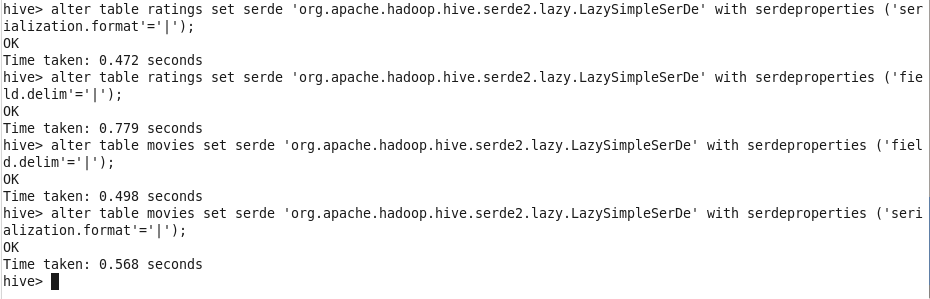 hive> alter table ratings set serde 'org.apache.hadoop.hive.serde2.lazy.LazySimpleSerDe' with serdeproperties ('ser
ialization.format'='|');
OK
Time taken: 0.472 seconds
hive> alter table ratings set serde 'org.apache.hadoop.hive.serde2.lazy.LazySimpleSerDe' with serdeproperties ('fie
ld.delim'='|');
OK
Time taken: 0.779 seconds
hive> alter table movies set serde 'org.apache.hadoop.hive.serde2.lazy.LazySimpleSerDe' with serdeproperties ('fiel
d.delim'='|');
OK
Time taken: 0.498 seconds
hive> alter table movies set serde 'org.apache.hadoop.hive.serde2.lazy.LazySimpleSerDe' with serdeproperties ('seri
alization.format'='|');
OK
Time taken: 0.568 seconds
hive>